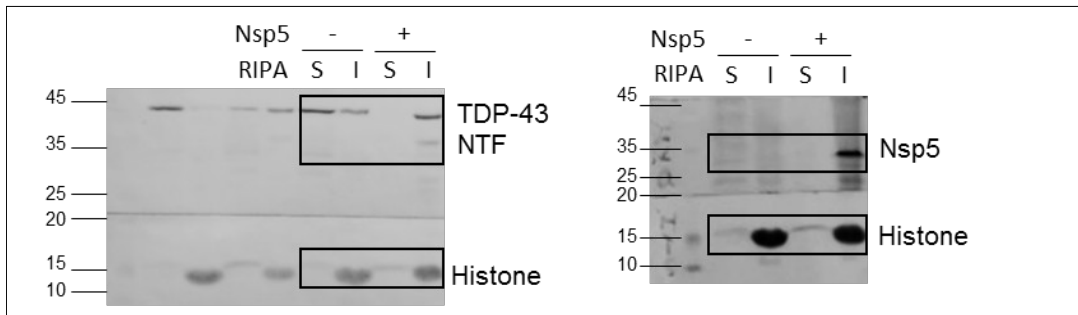 Nsp5 - +
RIPA S I S I
45
35
25
20
15
10
TDP-43
NTF
Histone
Nsp5 - +
RIPA S I S I
45
35
25
20
15
10
Nsp5
Histone